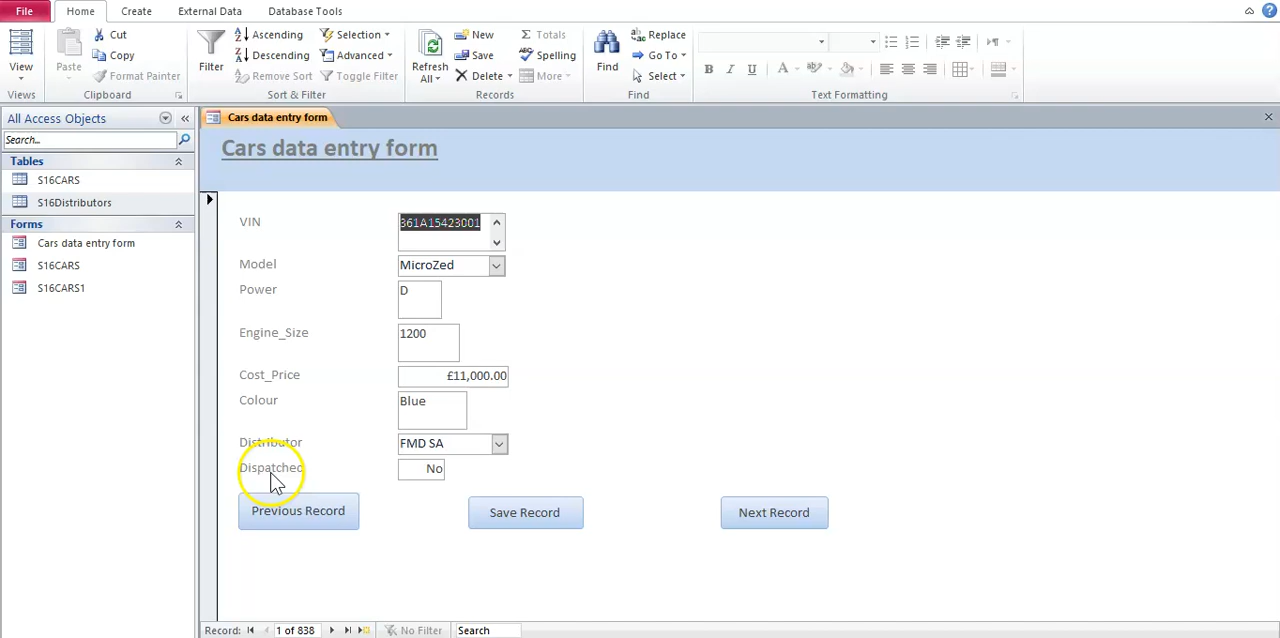 File Home Create External Data Database Tools
View Paste Cut Filter Ascending Selection Refresh All New Totals Find Replace
Copy Descending Advanced Save Spelling Go To
Format Painter Remove Sort Toggle Filter Delete More Select B I U A
Views Clipboard Sort & Filter Records Find Text Formatting
All Access Objects Cars data entry form
Search...
Cars data entry form
Tables
S16CARS
S16Distributors
Forms
Cars data entry form
S16CARS
S16CARS1
VIN 361A15423001
Model MicroZed
Power D
Engine_Size 1200
Cost_Price £11,000.00
Colour Blue
Distributor FMD SA
Dispatched No
Previous Record Save Record Next Record
Record: 1 of 838 No Filter Search